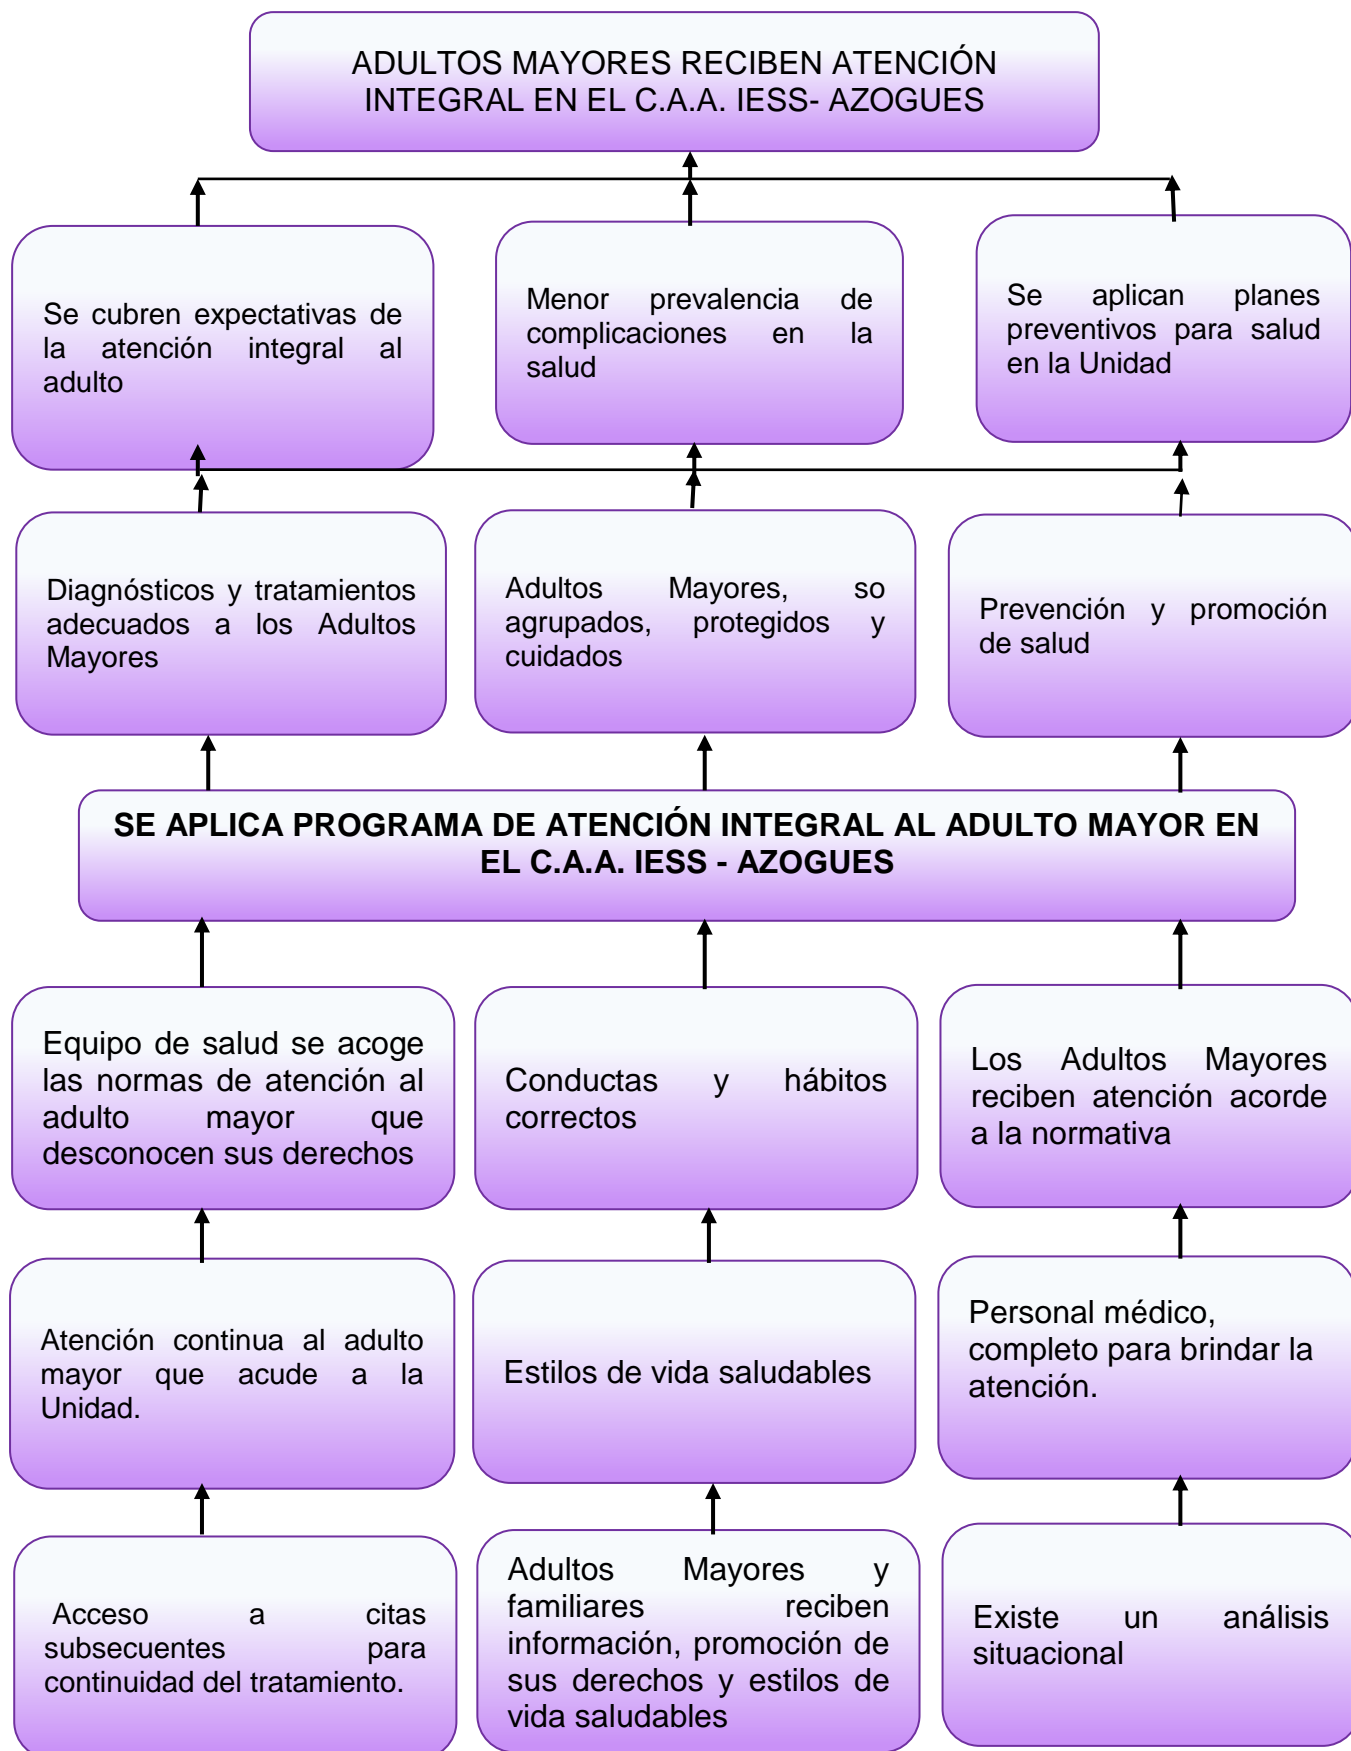 ADULTOS MAYORES RECIBEN ATENCIÓN
INTEGRAL EN EL C.A.A. IESS- AZOGUES
Se cubren expectativas de
la atención integral al
adulto
Menor prevalencia de
complicaciones en la
salud
Se aplican planes
preventivos para salud
en la Unidad
Diagnósticos y tratamientos
adecuados a los Adultos
Mayores
Adultos Mayores, so
agrupados, protegidos y
cuidados
Prevención y promoción
de salud
SE APLICA PROGRAMA DE ATENCIÓN INTEGRAL AL ADULTO MAYOR EN
EL C.A.A. IESS - AZOGUES
Equipo de salud se acoge
las normas de atención al
adulto mayor que
desconocen sus derechos
Conductas y hábitos
correctos
Los Adultos Mayores
reciben atención acorde
a la normativa
Atención continua al adulto
mayor que acude a la
Unidad.
Estilos de vida saludables
Personal médico,
completo para brindar la
atención.
Acceso a citas
subsecuentes para
continuidad del tratamiento.
Adultos Mayores y
familiares reciben
información, promoción de
sus derechos y estilos de
vida saludables
Existe un análisis
situacional